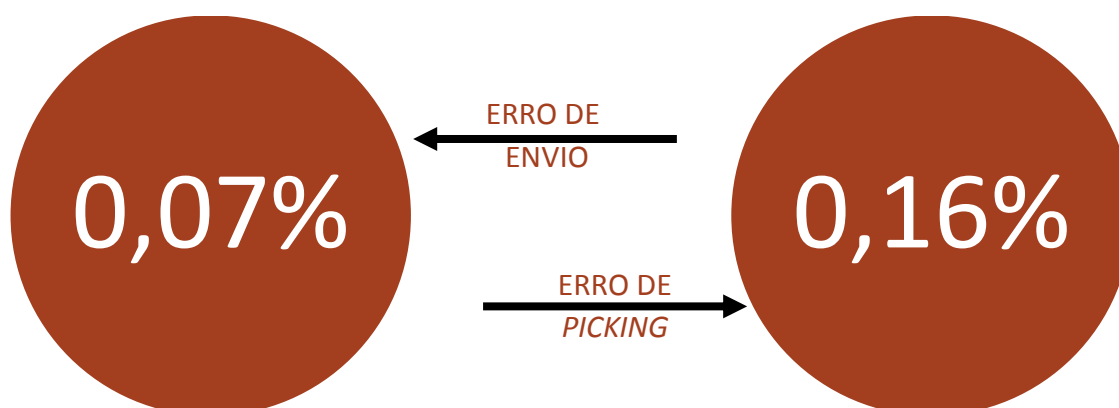 0,07%
ERRO DE
ENVIO
ERRO DE
PICKING
0,16%